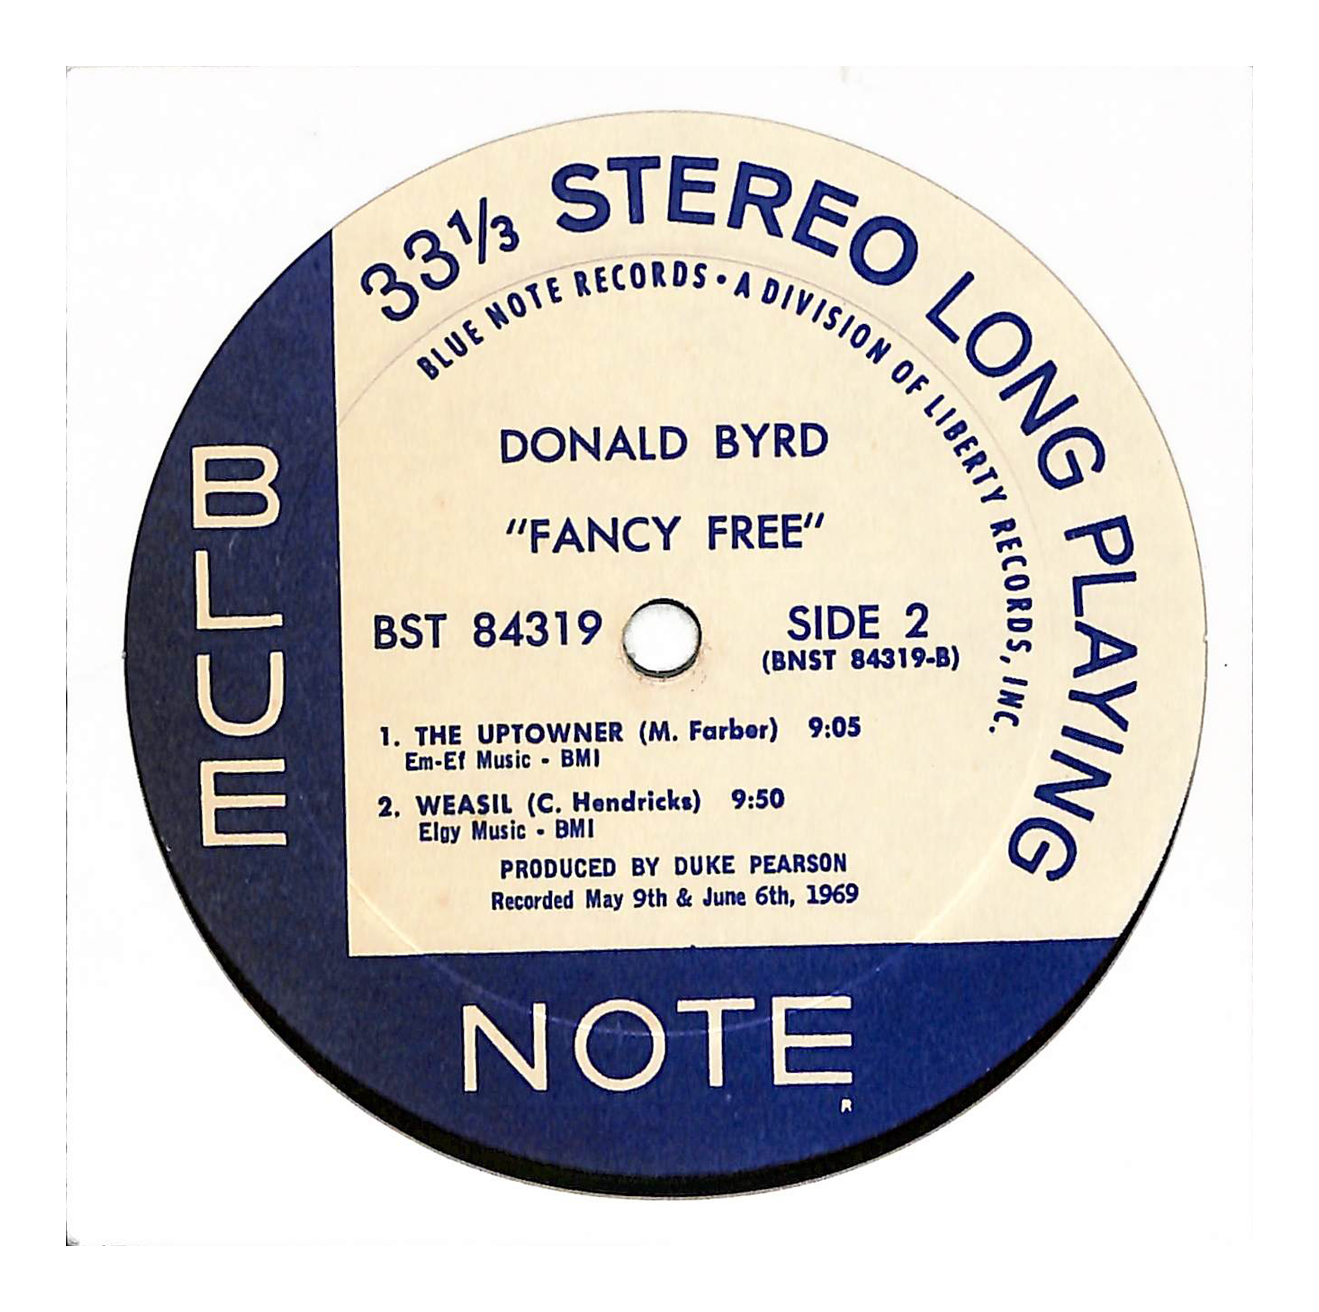 33⅓ STEREO LONG PLAYING
BLUE NOTE RECORDS • A DIVISION OF LIBERTY RECORDS, INC.
DONALD BYRD
"FANCY FREE"
BST 84319
SIDE 2
(BNST 84319-B)
1. THE UPTOWNER (M. Farber) 9:05
Em-Ef Music - BMI
2. WEASIL (C. Hendricks) 9:50
Elgy Music - BMI
PRODUCED BY DUKE PEARSON
Recorded May 9th & June 6th, 1969
BLUE
NOTE
R